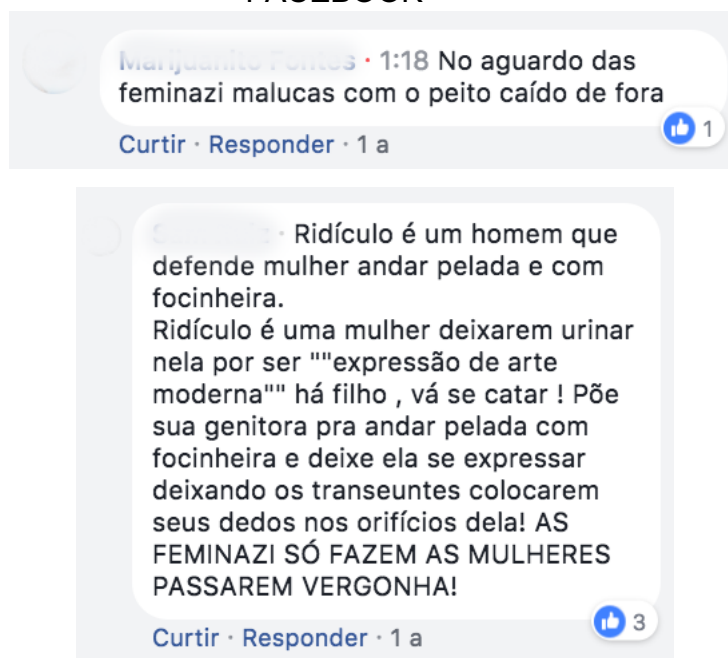 FACEBOOK
· 1:18 No aguardo das
feminazi malucas com o peito caído de fora
1
Curtir · Responder · 1 a
· Ridículo é um homem que
defende mulher andar pelada e com
focinheira.
Ridículo é uma mulher deixarem urinar
nela por ser ""expressão de arte
moderna"" há filho , vá se catar ! Põe
sua genitora pra andar pelada com
focinheira e deixe ela se expressar
deixando os transeuntes colocarem
seus dedos nos orifícios dela! AS
FEMINAZI SÓ FAZEM AS MULHERES
PASSAREM VERGONHA!
3
Curtir · Responder · 1 a